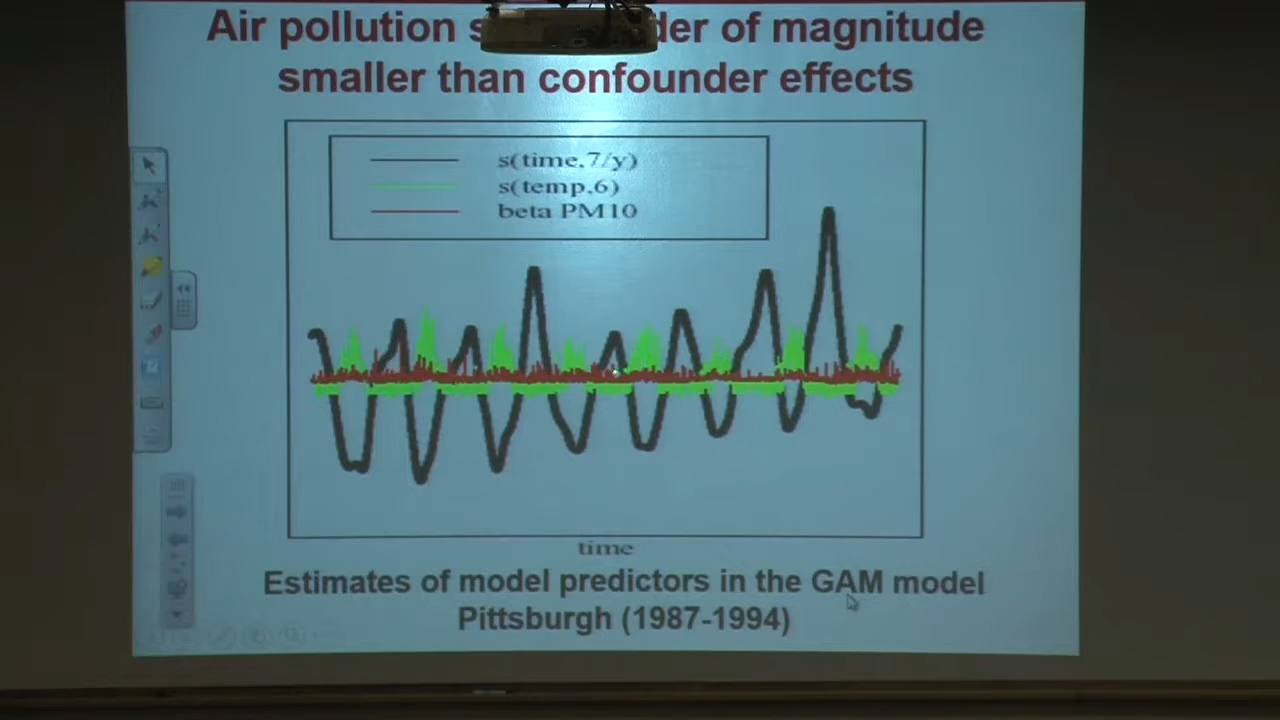 Air pollution of magnitude
smaller than confounder effects
s(time,7/y)
s(temp,6)
beta PM10
time
Estimates of model predictors in the GAM model
Pittsburgh (1987-1994)